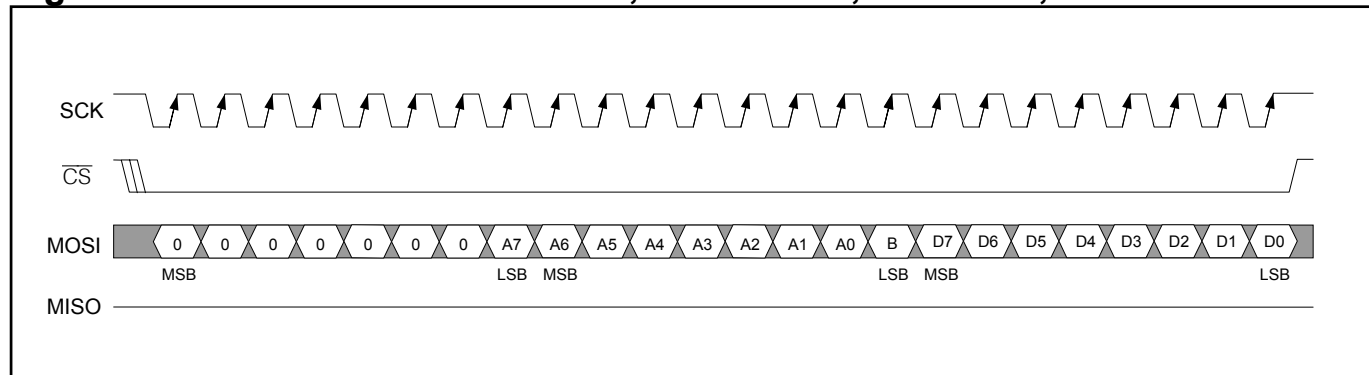 SCK
CS
MOSI 0 0 0 0 0 0 0 A7 A6 A5 A4 A3 A2 A1 A0 B D7 D6 D5 D4 D3 D2 D1 D0
MSB LSB MSB LSB MSB LSB
MISO